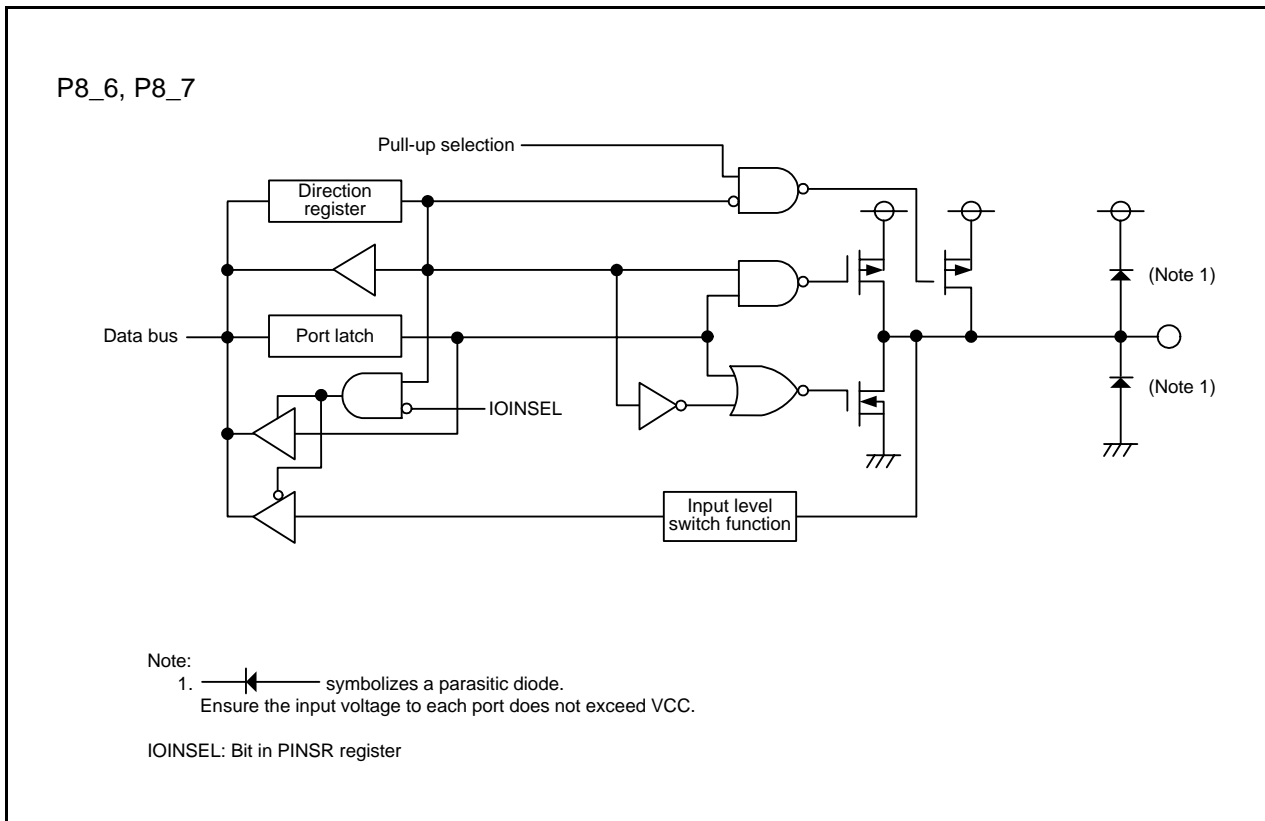 P8_6, P8_7
Pull-up selection
Direction
register
(Note 1)
Data bus
Port latch
(Note 1)
IOINSEL
Input level
switch function
Note:
1. symbolizes a parasitic diode.
Ensure the input voltage to each port does not exceed VCC.
IOINSEL: Bit in PINSR register